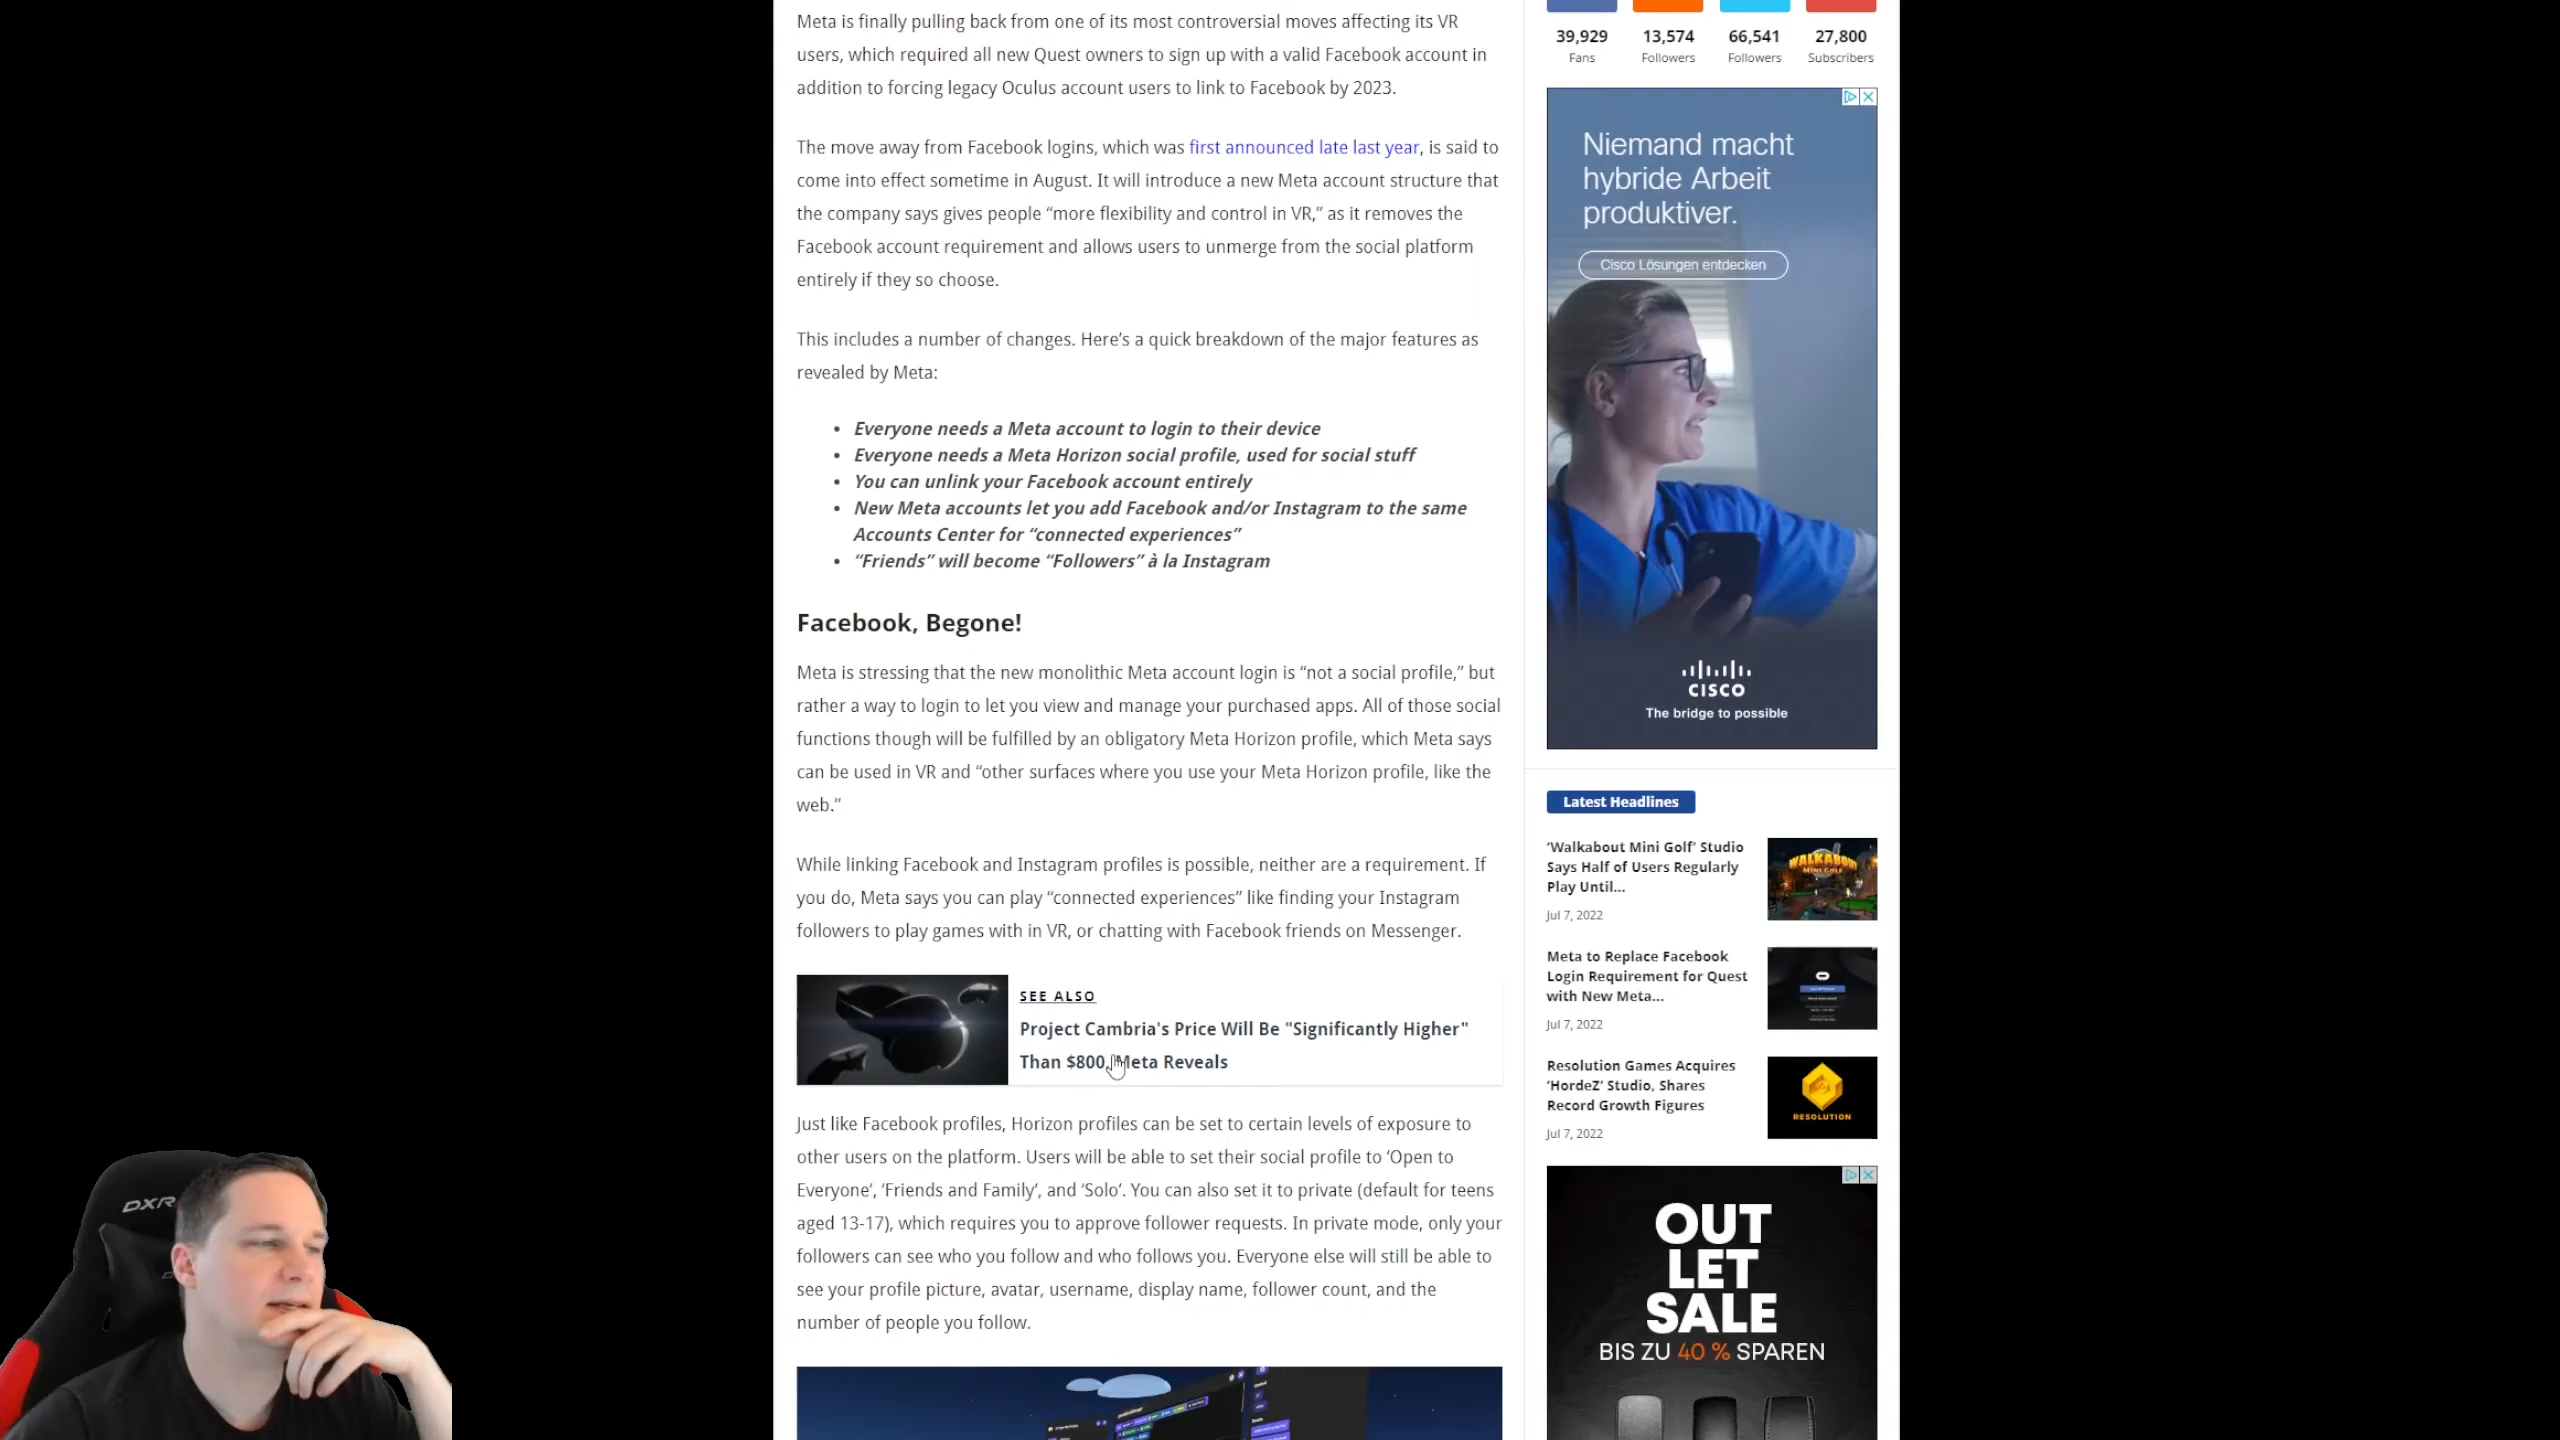 Meta is finally pulling back from one of its most controversial moves affecting its VR
users, which required all new Quest owners to sign up with a valid Facebook account in
addition to forcing legacy Oculus account users to link to Facebook by 2023.
The move away from Facebook logins, which was first announced late last year, is said to
come into effect sometime in August. It will introduce a new Meta account structure that
the company says gives people “more flexibility and control in VR,” as it removes the
Facebook account requirement and allows users to unmerge from the social platform
entirely if they so choose.
This includes a number of changes. Here’s a quick breakdown of the major features as
revealed by Meta:
• Everyone needs a Meta account to login to their device
• Everyone needs a Meta Horizon social profile, used for social stuff
• You can unlink your Facebook account entirely
• New Meta accounts let you add Facebook and/or Instagram to the same
Accounts Center for “connected experiences”
• “Friends” will become “Followers” à la Instagram
Facebook, Begone!
Meta is stressing that the new monolithic Meta account login is “not a social profile,” but
rather a way to login to let you view and manage your purchased apps. All of those social
functions though will be fulfilled by an obligatory Meta Horizon profile, which Meta says
can be used in VR and “other surfaces where you use your Meta Horizon profile, like the
web.”
While linking Facebook and Instagram profiles is possible, neither are a requirement. If
you do, Meta says you can play “connected experiences” like finding your Instagram
followers to play games with in VR, or chatting with Facebook friends on Messenger.
SEE ALSO
Project Cambria's Price Will Be "Significantly Higher"
Than $800, Meta Reveals
Just like Facebook profiles, Horizon profiles can be set to certain levels of exposure to
other users on the platform. Users will be able to set their social profile to ‘Open to
Everyone’, ‘Friends and Family’, and ‘Solo’. You can also set it to private (default for teens
aged 13-17), which requires you to approve follower requests. In private mode, only your
followers can see who you follow and who follows you. Everyone else will still be able to
see your profile picture, avatar, username, display name, follower count, and the
number of people you follow.
39,929 13,574 66,541 27,800
Fans Followers Followers Subscribers
Niemand macht
hybride Arbeit
produktiver.
Cisco Lösungen entdecken
CISCO
The bridge to possible
Latest Headlines
‘Walkabout Mini Golf’ Studio
Says Half of Users Regularly
Play Until...
Jul 7, 2022
WALKABOUT
MINI GOLF
Meta to Replace Facebook
Login Requirement for Quest
with New Meta...
Jul 7, 2022
Resolution Games Acquires
‘HordeZ’ Studio, Shares
Record Growth Figures
Jul 7, 2022
RESOLUTION
OUT
LET
SALE
BIS ZU 40 % SPAREN
DXR